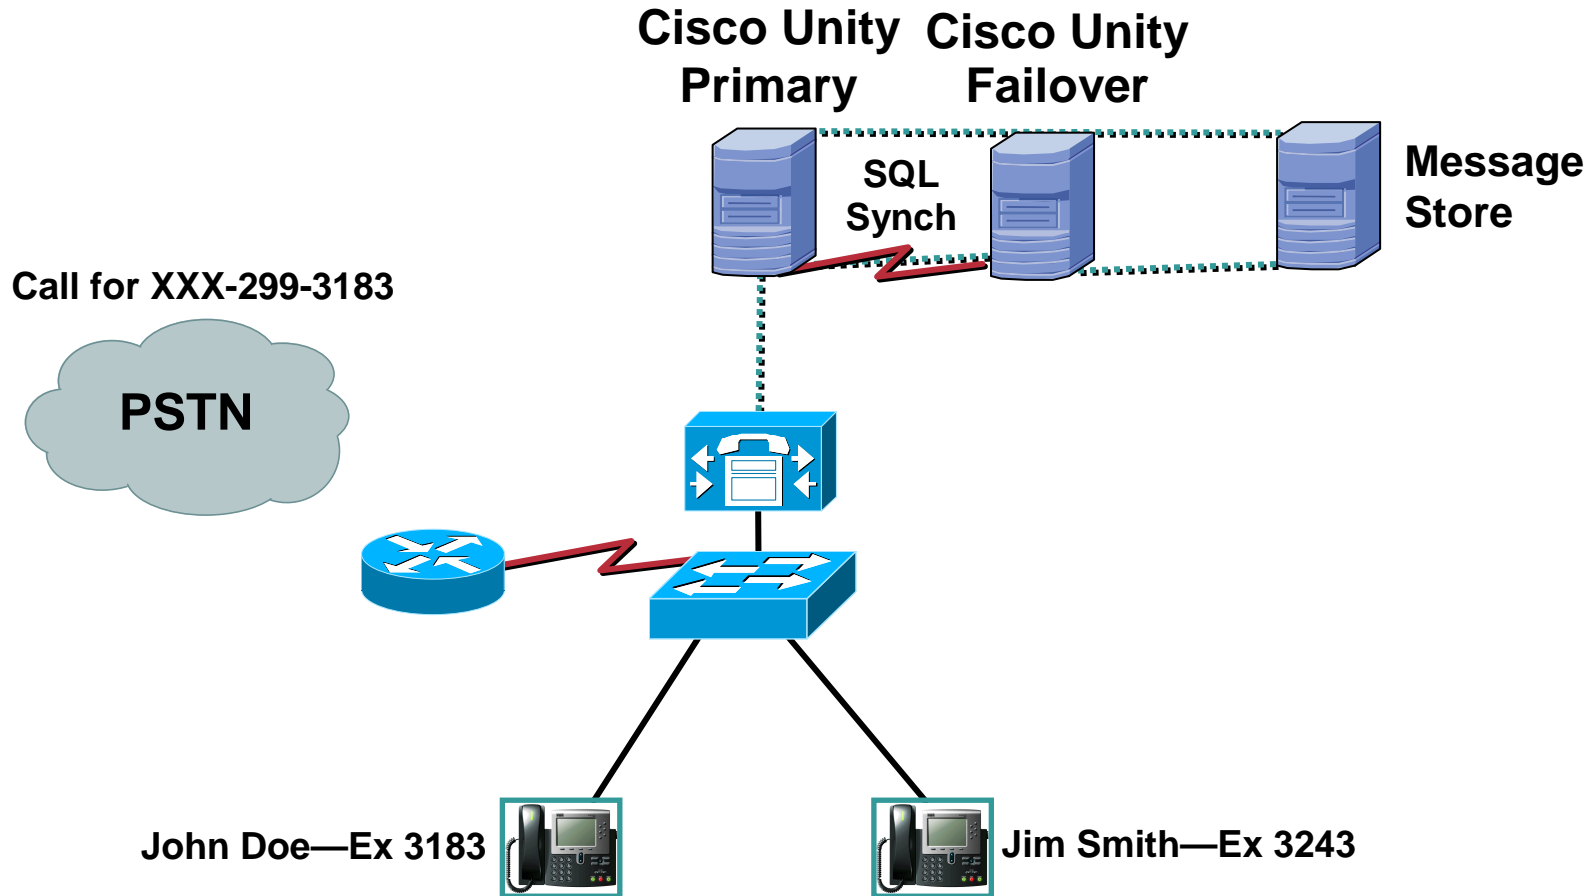 Cisco Unity
Primary
Cisco Unity
Failover
SQL
Synch
Message
Store
Call for XXX-299-3183
PSTN
John Doe—Ex 3183
Jim Smith—Ex 3243